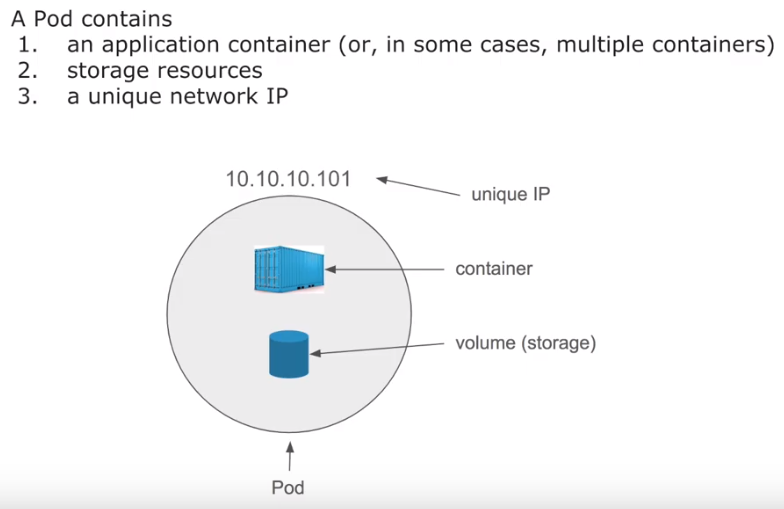 A Pod contains
1. an application container (or, in some cases, multiple containers)
2. storage resources
3. a unique network IP
10.10.10.101
unique IP
container
volume (storage)
Pod